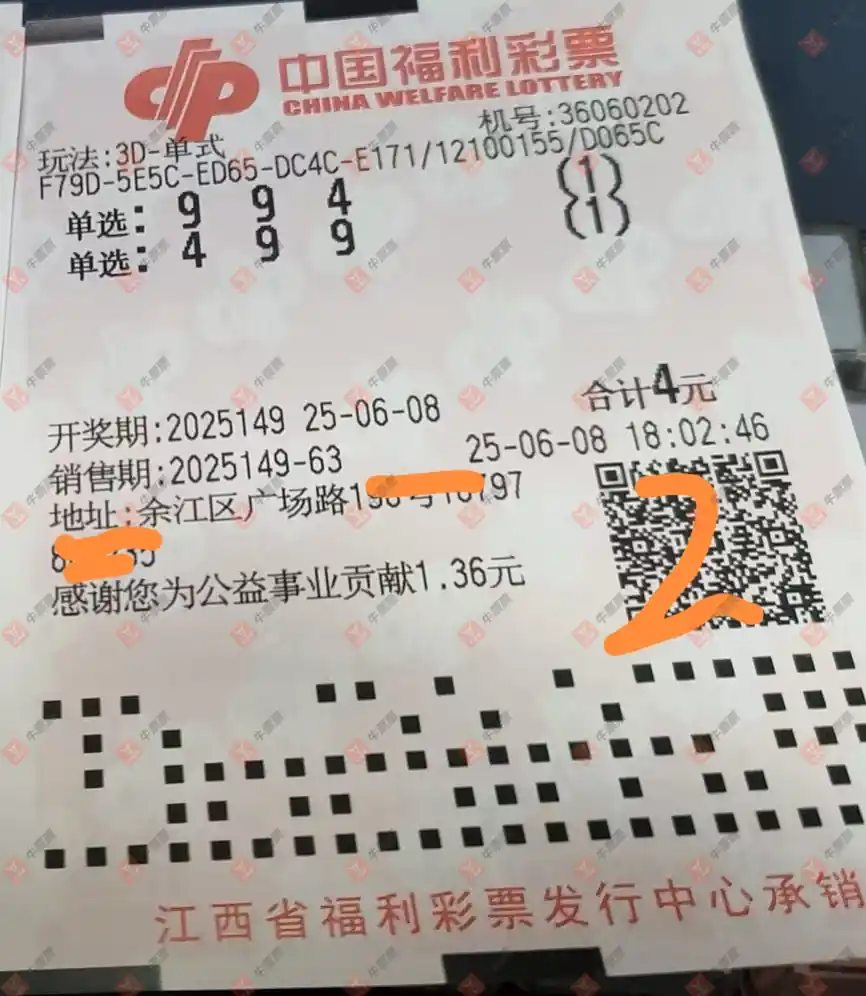 中国福利彩票
CHINA WELFARE LOTTERY
机号:36060202
玩法:3D-单式
F79D-5E5C-ED65-DC4C-E171/12100155/D065C
单选: 9 9 4 {1}
单选: 4 9 9 {1}
合计4元
开奖期:2025149 25-06-08
销售期:2025149-63 25-06-08 18:02:46
地址:余江区广场路
感谢您为公益事业贡献1.36元
2
江西省福利彩票发行中心承销